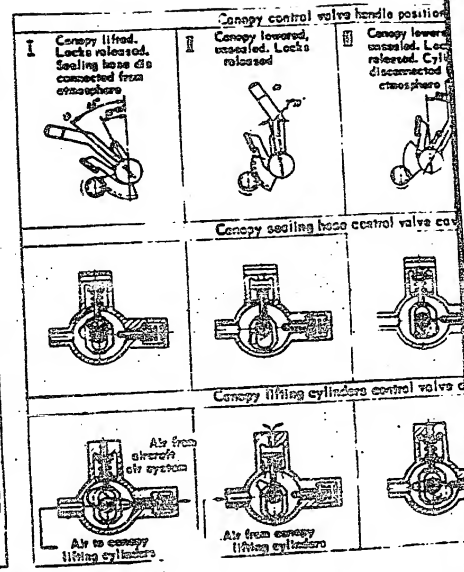 Canopy control valve handle position
I Canopy lifted.
Locks released.
Sealing hose dis
connected from
atmosphere
II Canopy lowered,
unsealed. Locks
released
III Canopy lowere
unsealed. Loc
released. Cyli
disconnected
atmosphere
Canopy sealing hose control valve cav
Canopy lifting cylinders control valve c
Air from
aircraft
air system
Air to canopy
lifting cylinders
Air from canopy
lifting cylinders